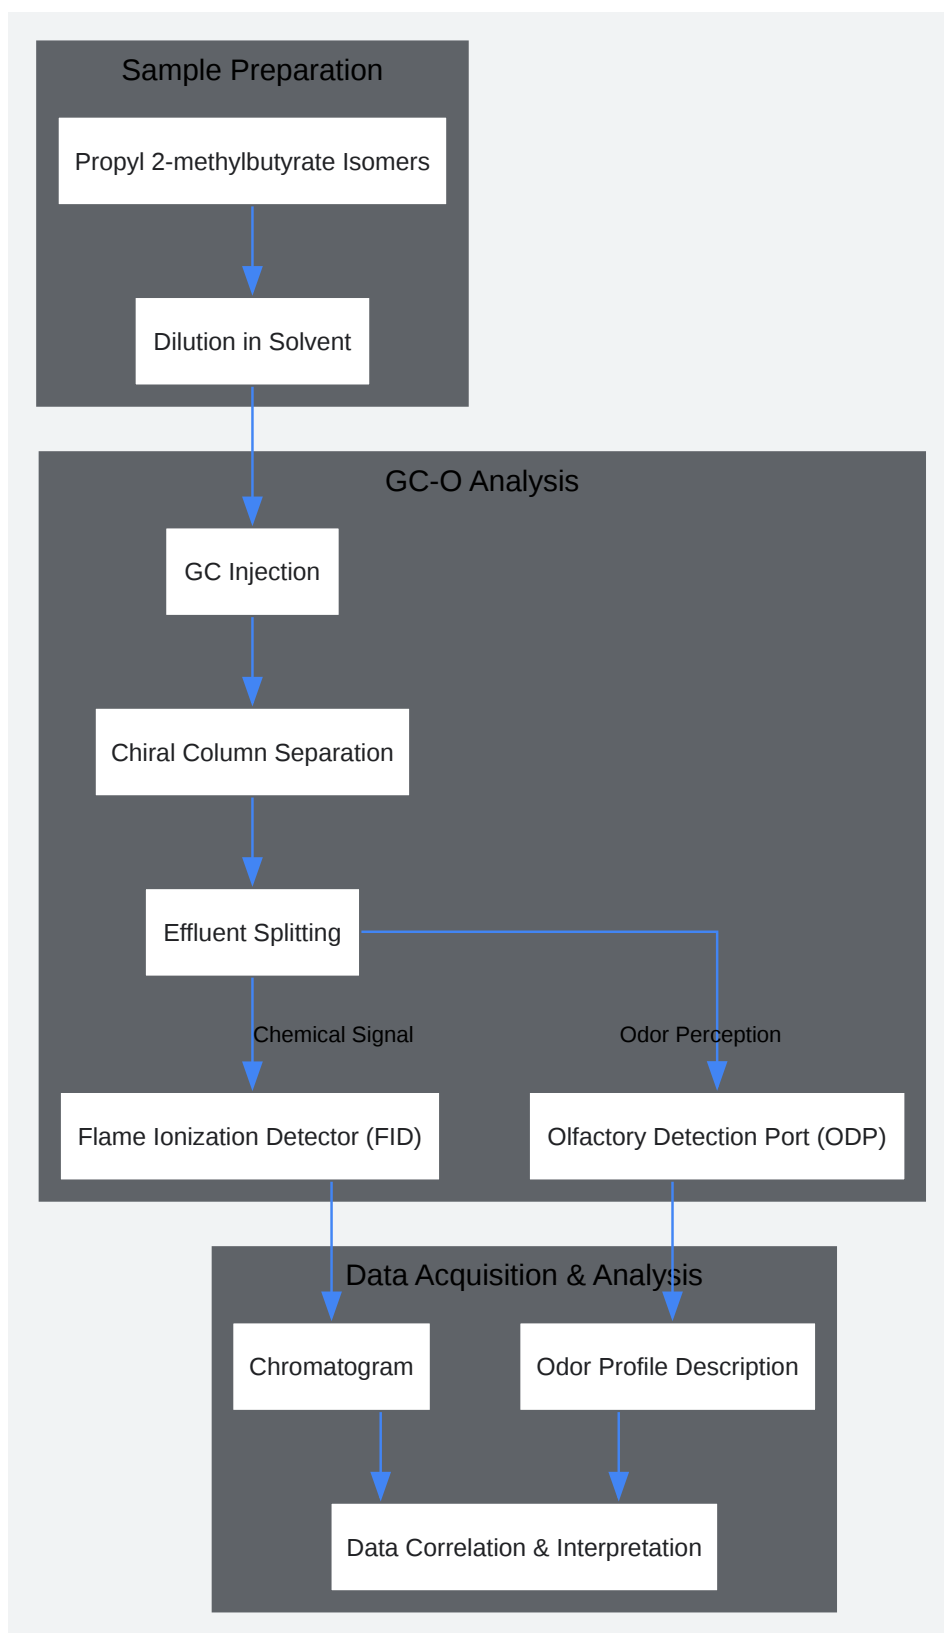 Sample Preparation
Propyl 2-methylbutyrate Isomers
Dilution in Solvent
GC-O Analysis
GC Injection
Chiral Column Separation
Effluent Splitting
Chemical Signal
Odor Perception
Flame Ionization Detector (FID)
Olfactory Detection Port (ODP)
Data Acquisition & Analysis
Chromatogram
Odor Profile Description
Data Correlation & Interpretation